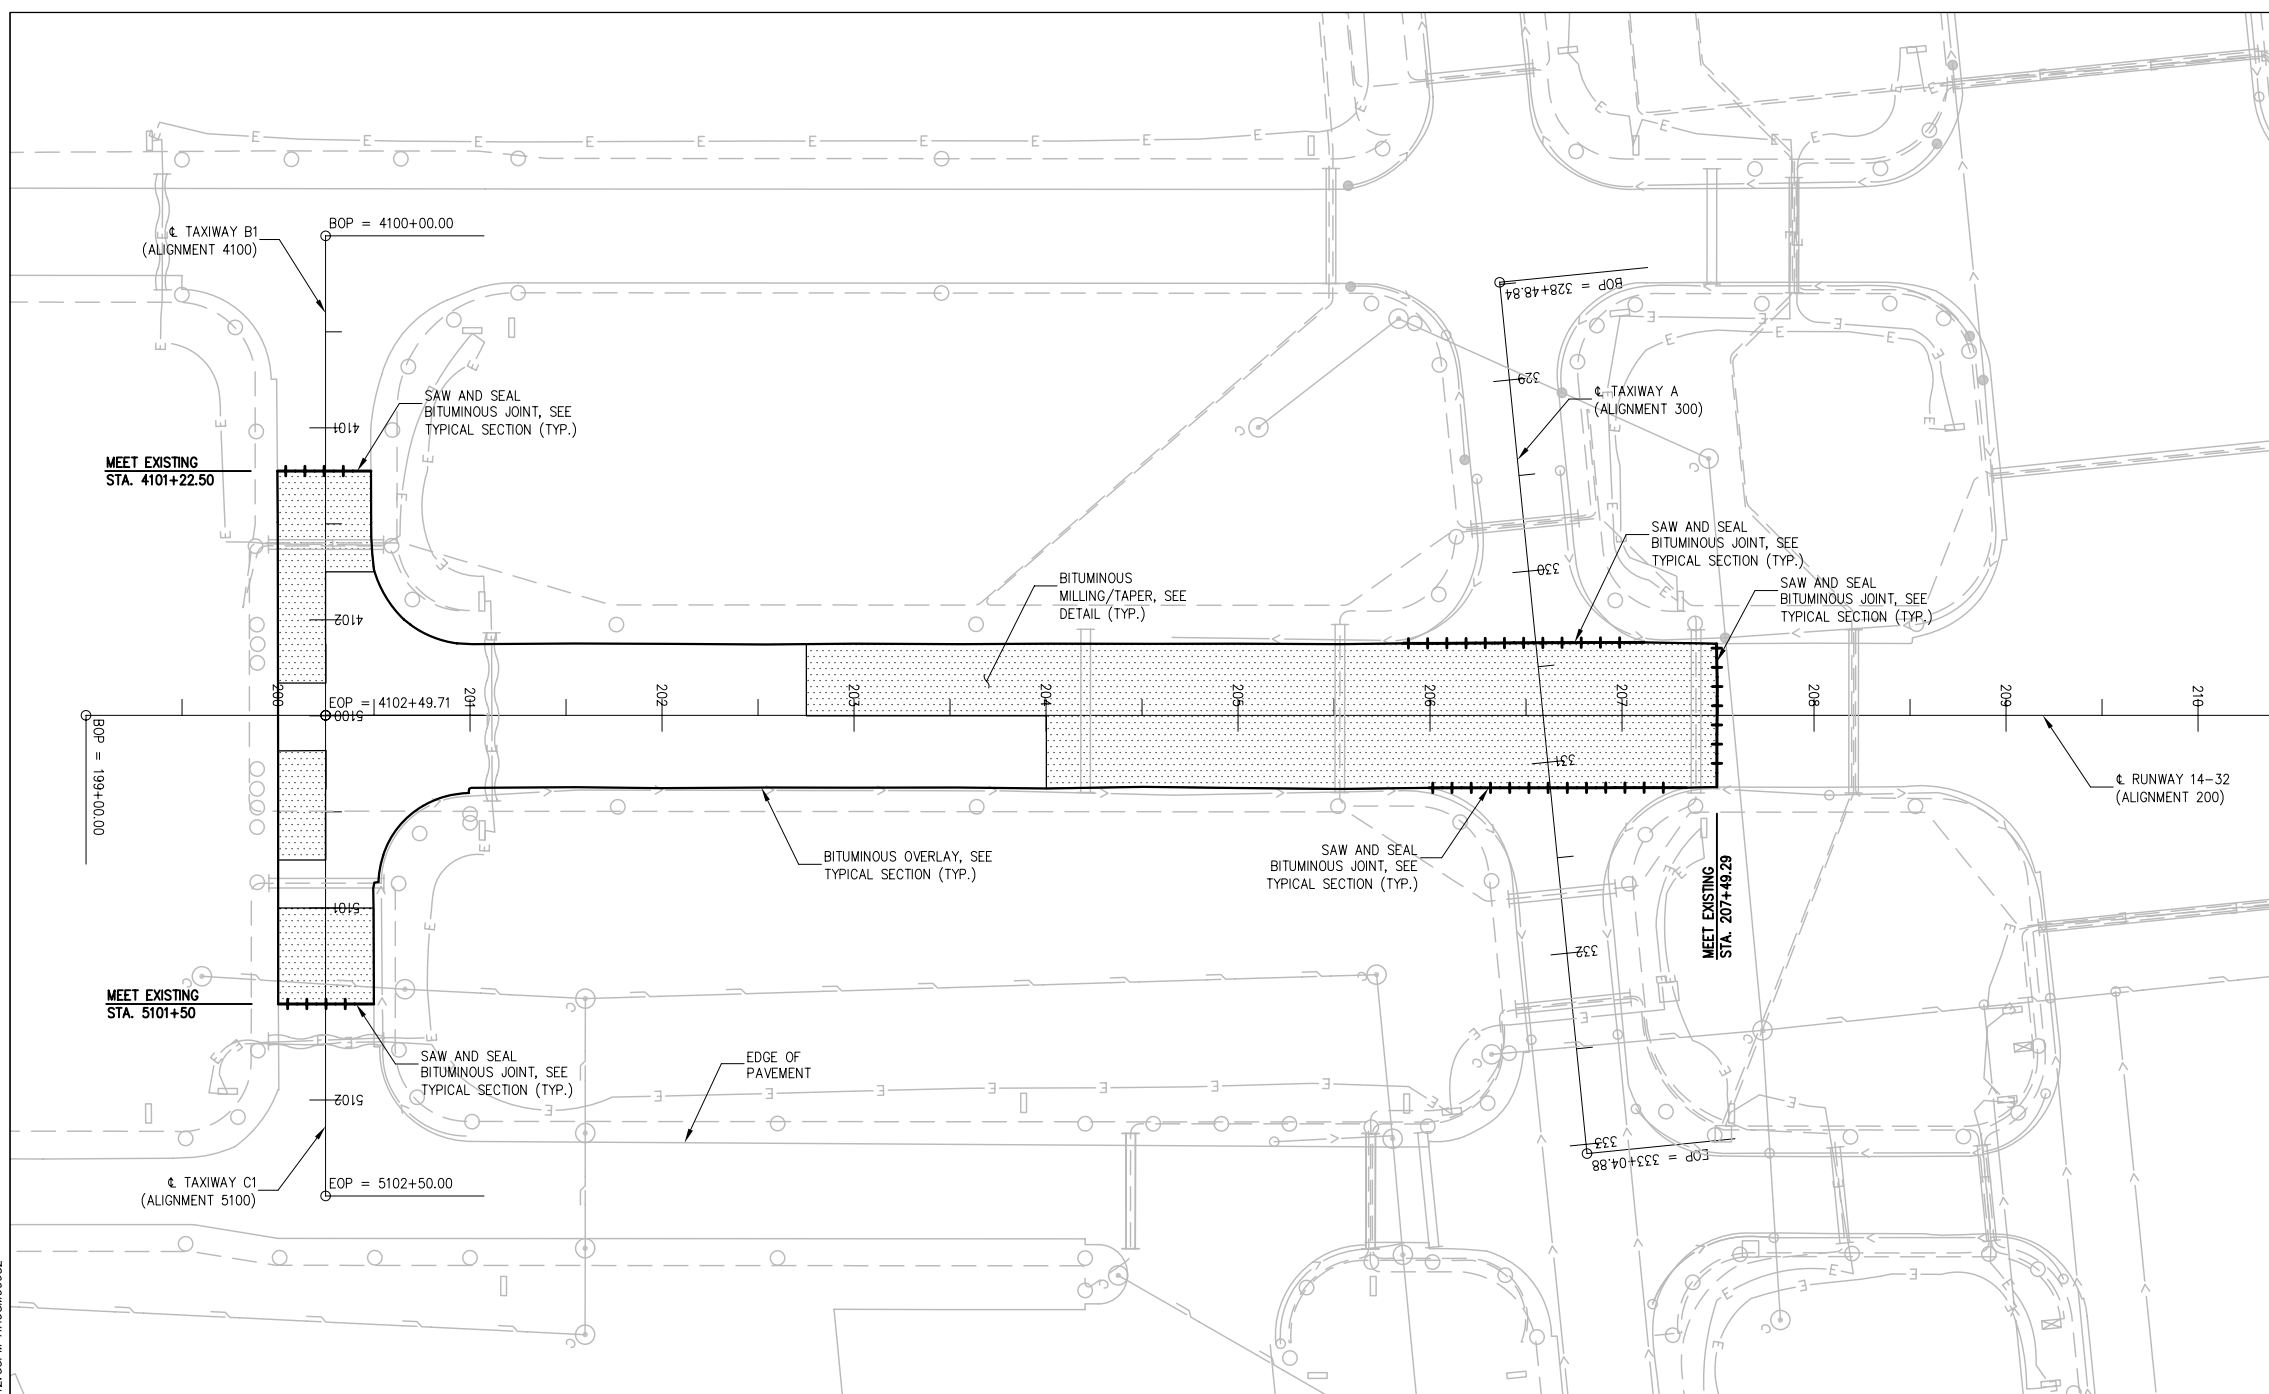 BOP = 4100+00.00
℄ TAXIWAY B1
(ALIGNMENT 4100)
BOP = 328+48.84
329
℄ TAXIWAY A
(ALIGNMENT 300)
SAW AND SEAL
BITUMINOUS JOINT, SEE
TYPICAL SECTION (TYP.)
4101
MEET EXISTING
STA. 4101+22.50
SAW AND SEAL
BITUMINOUS JOINT, SEE
TYPICAL SECTION (TYP.)
330
BITUMINOUS
MILLING/TAPER, SEE
DETAIL (TYP.)
SAW AND SEAL
BITUMINOUS JOINT, SEE
TYPICAL SECTION (TYP.)
4102
200
201
202
203
204
205
206
207
208
209
210
EOP = 4102+49.71
5100
BOP = 199+00.00
331
℄ RUNWAY 14-32
(ALIGNMENT 200)
BITUMINOUS OVERLAY, SEE
TYPICAL SECTION (TYP.)
SAW AND SEAL
BITUMINOUS JOINT, SEE
TYPICAL SECTION (TYP.)
MEET EXISTING
STA. 207+49.29
5101
332
MEET EXISTING
STA. 5101+50
SAW AND SEAL
BITUMINOUS JOINT, SEE
TYPICAL SECTION (TYP.)
EDGE OF
PAVEMENT
5102
333
EOP = 333+04.88
℄ TAXIWAY C1
(ALIGNMENT 5100)
EOP = 5102+50.00